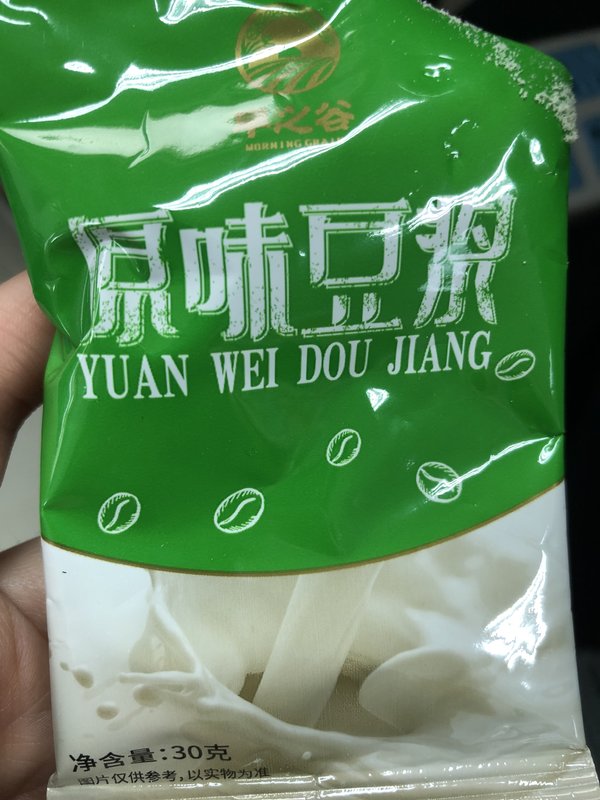 之谷
MORNING GRAIN
原味豆浆
YUAN WEI DOU JIANG
净含量:30克
图片仅供参考,以实物为准